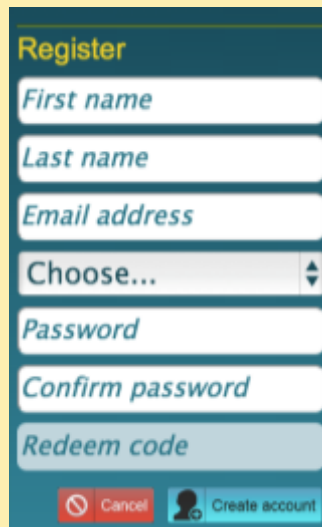 Register
First name
Last name
Email address
Choose...
Password
Confirm password
Redeem code
Cancel Create account